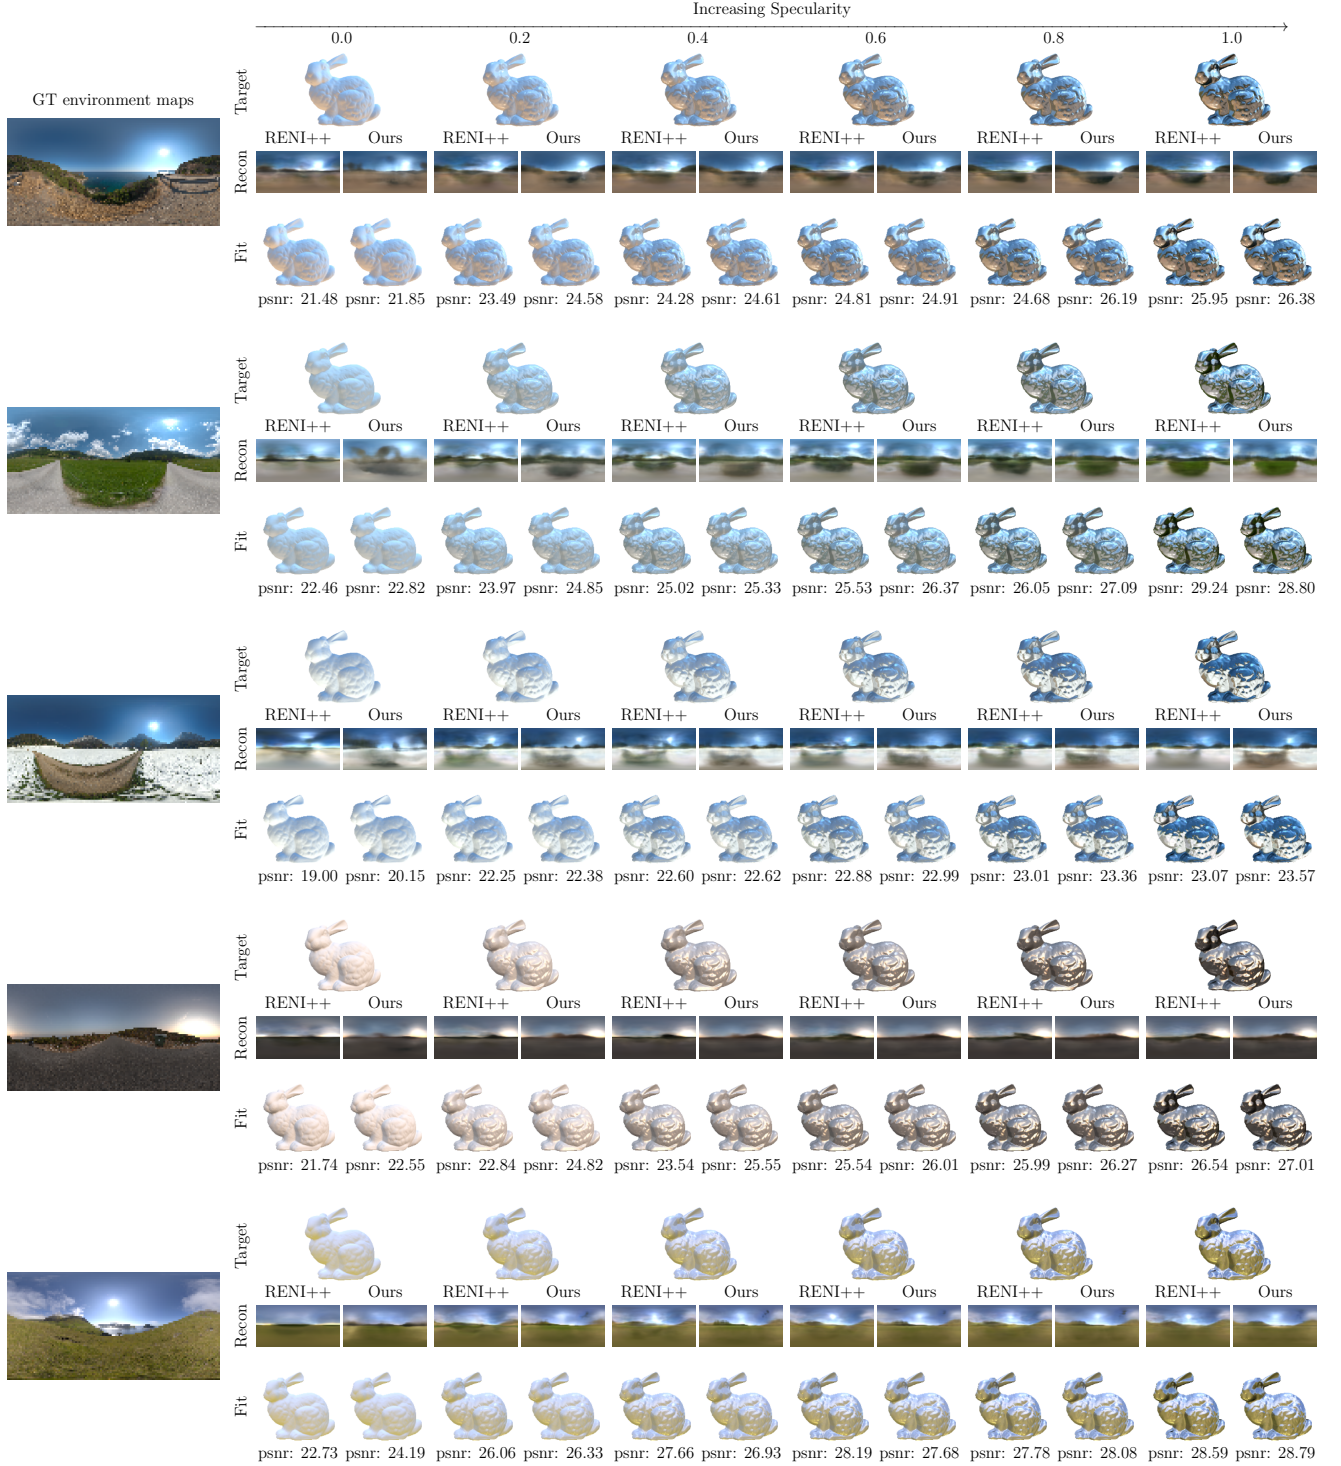 Increasing Specularity
0.0 0.2 0.4 0.6 0.8 1.0
GT environment maps
Target
RENI++ Ours RENI++ Ours RENI++ Ours RENI++ Ours RENI++ Ours RENI++ Ours
Recon
Fit
psnr: 21.48 psnr: 21.85 psnr: 23.49 psnr: 24.58 psnr: 24.28 psnr: 24.61 psnr: 24.81 psnr: 24.91 psnr: 24.68 psnr: 26.19 psnr: 25.95 psnr: 26.38
Target
RENI++ Ours RENI++ Ours RENI++ Ours RENI++ Ours RENI++ Ours RENI++ Ours
Recon
Fit
psnr: 22.46 psnr: 22.82 psnr: 23.97 psnr: 24.85 psnr: 25.02 psnr: 25.33 psnr: 25.53 psnr: 26.37 psnr: 26.05 psnr: 27.09 psnr: 29.24 psnr: 28.80
Target
RENI++ Ours RENI++ Ours RENI++ Ours RENI++ Ours RENI++ Ours RENI++ Ours
Recon
Fit
psnr: 19.00 psnr: 20.15 psnr: 22.25 psnr: 22.38 psnr: 22.60 psnr: 22.62 psnr: 22.88 psnr: 22.99 psnr: 23.01 psnr: 23.36 psnr: 23.07 psnr: 23.57
Target
RENI++ Ours RENI++ Ours RENI++ Ours RENI++ Ours RENI++ Ours RENI++ Ours
Recon
Fit
psnr: 21.74 psnr: 22.55 psnr: 22.84 psnr: 24.82 psnr: 23.54 psnr: 25.55 psnr: 25.54 psnr: 26.01 psnr: 25.99 psnr: 26.27 psnr: 26.54 psnr: 27.01
Target
RENI++ Ours RENI++ Ours RENI++ Ours RENI++ Ours RENI++ Ours RENI++ Ours
Recon
Fit
psnr: 22.73 psnr: 24.19 psnr: 26.06 psnr: 26.33 psnr: 27.66 psnr: 26.93 psnr: 28.19 psnr: 27.68 psnr: 27.78 psnr: 28.08 psnr: 28.59 psnr: 28.79